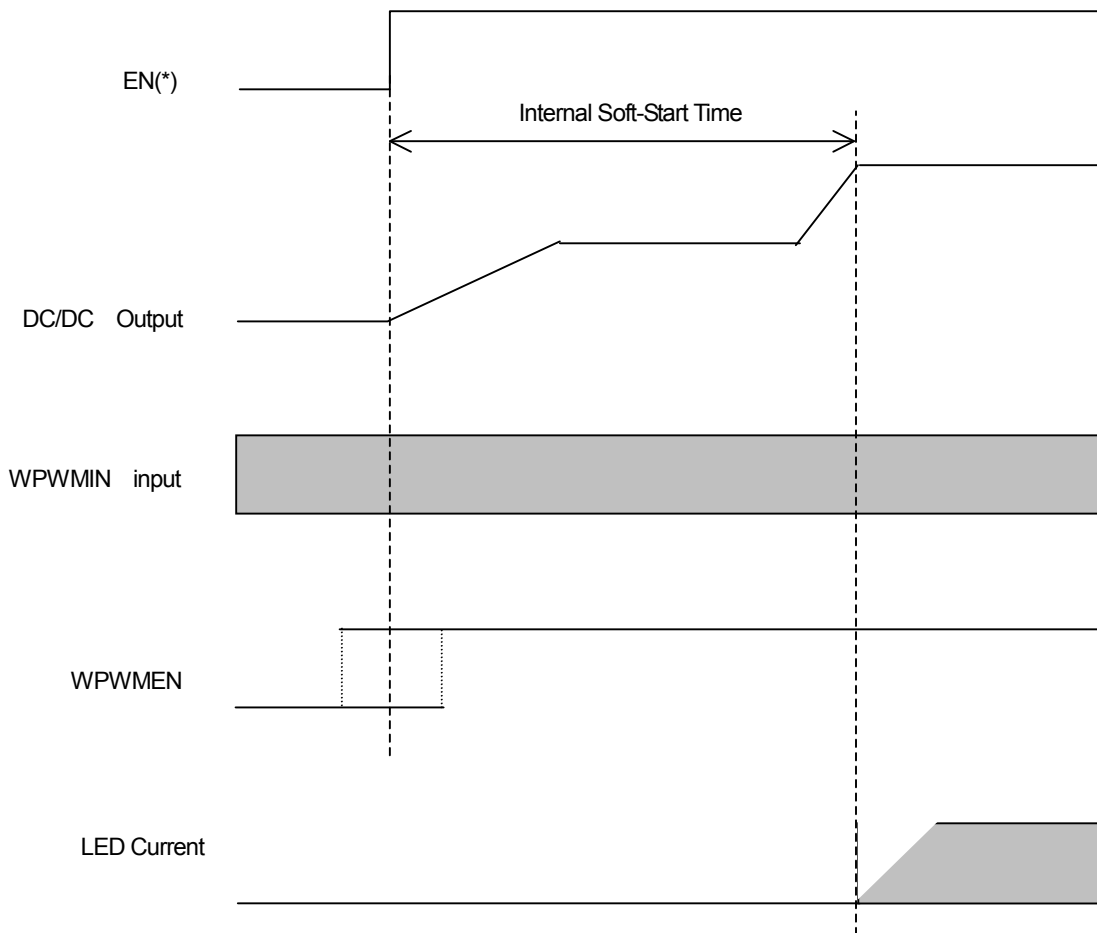 EN(*)
Internal Soft-Start Time
DC/DC Output
WPWMIN input
WPWMEN
LED Current